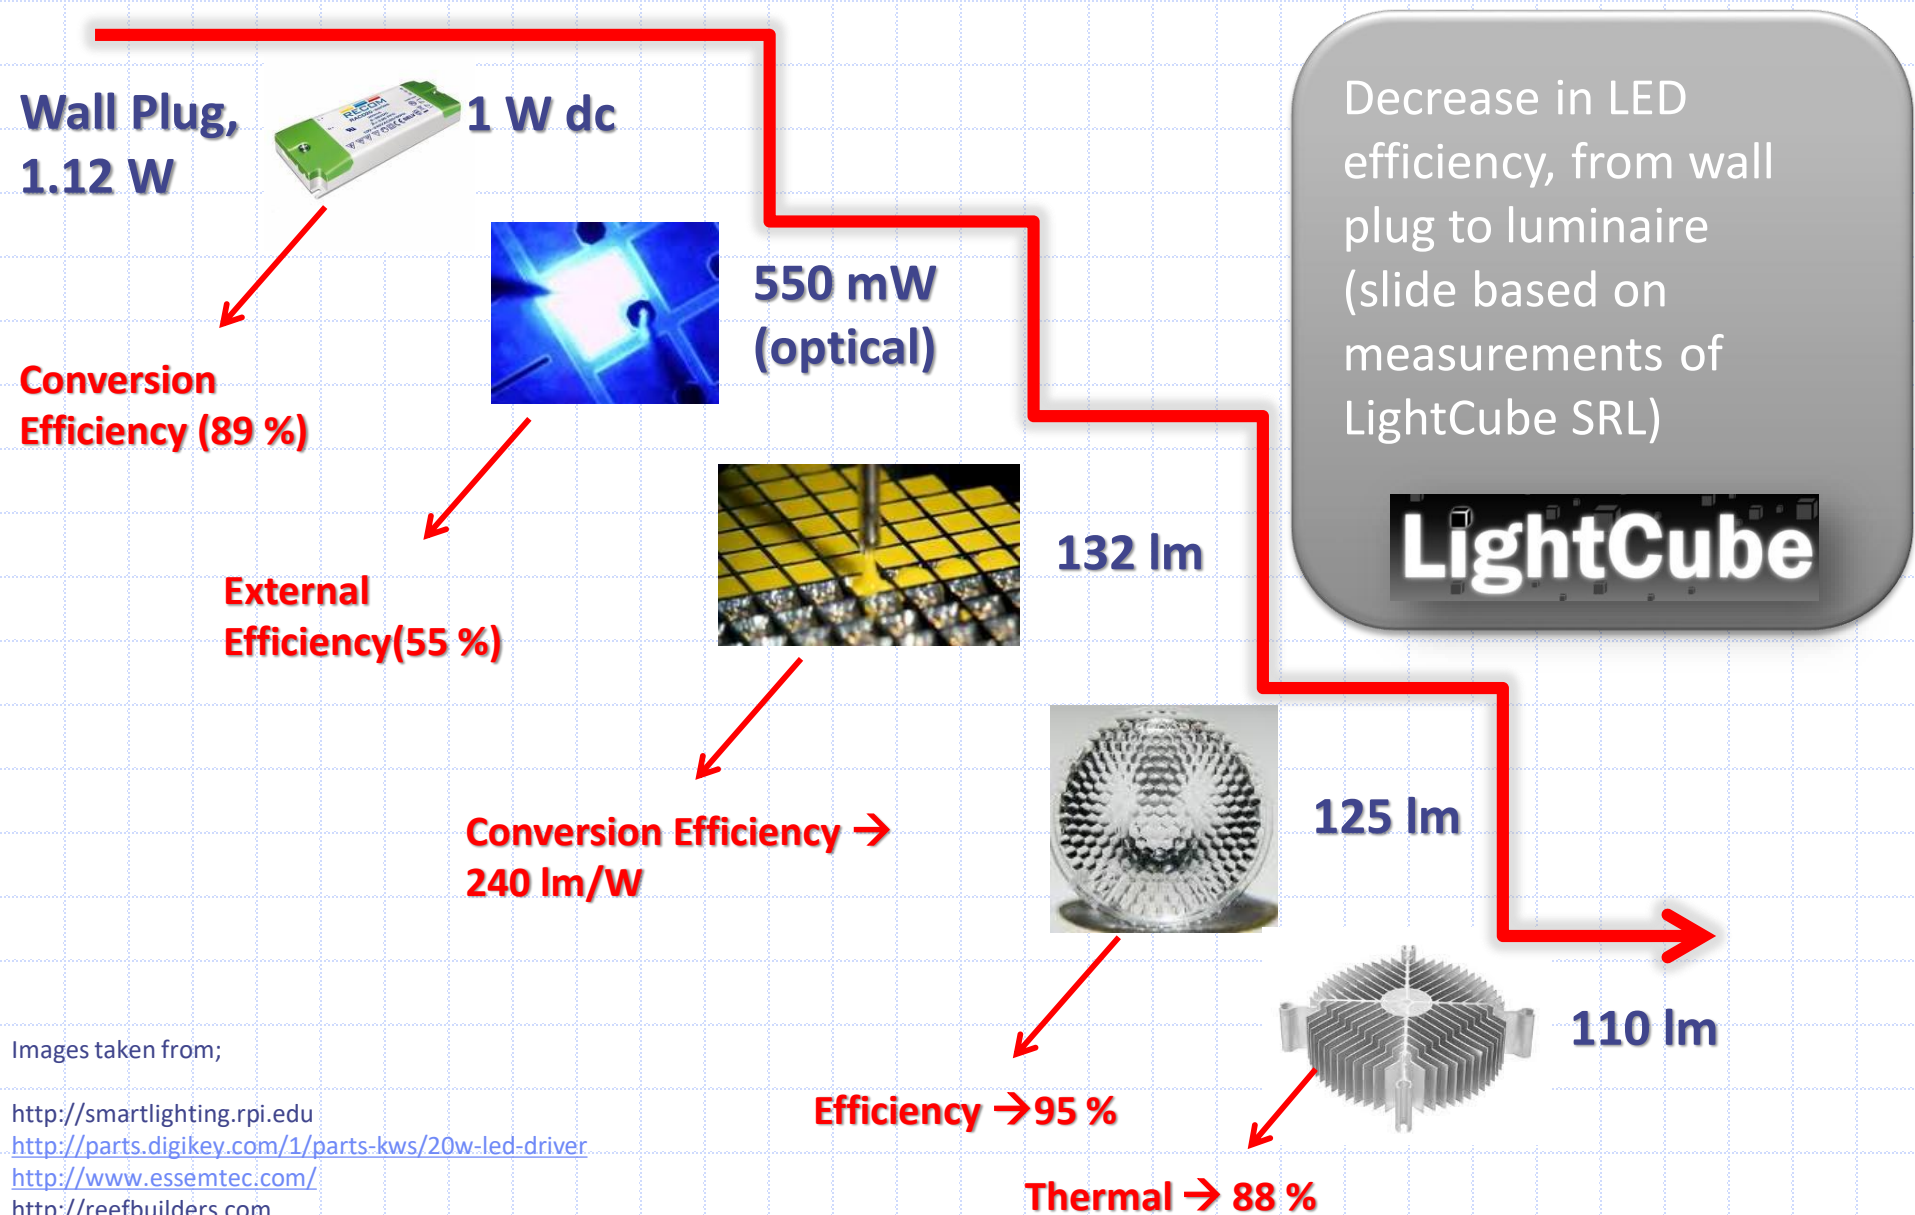 Wall Plug,
1.12 W
RECOM
1 W dc
Conversion
Efficiency (89 %)
550 mW
(optical)
External
Efficiency(55 %)
132 lm
Conversion Efficiency →
240 lm/W
125 lm
Efficiency →95 %
110 lm
Thermal → 88 %
Decrease in LED
efficiency, from wall
plug to luminaire
(slide based on
measurements of
LightCube SRL)
LightCube
Images taken from;
http://smartlighting.rpi.edu
http://parts.digikey.com/1/parts-kws/20w-led-driver
http://www.essemtec.com/
http://reefbuilders.com